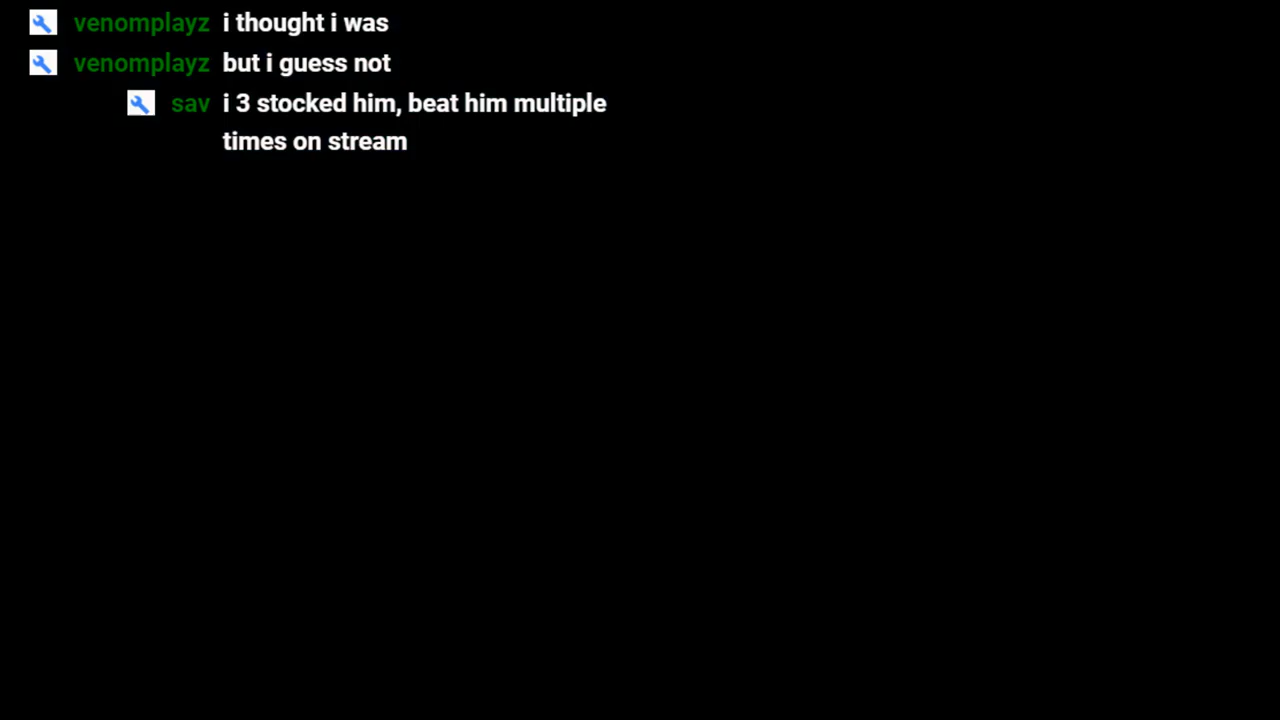 venomplayz i thought i was
venomplayz but i guess not
sav i 3 stocked him, beat him multiple
times on stream